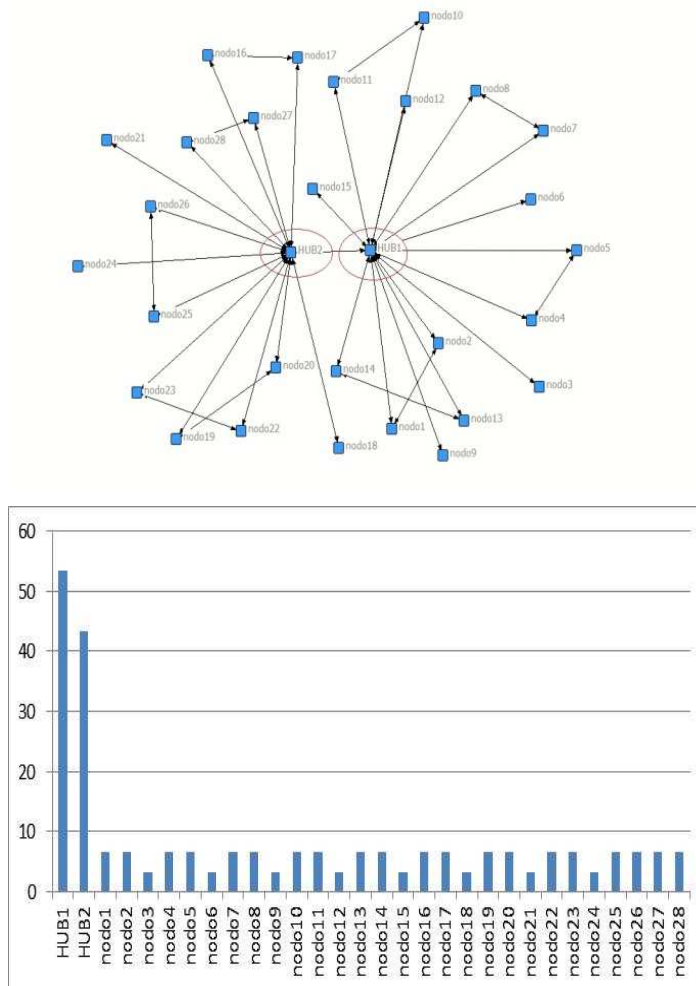 nodo10
nodo16
nodo17
nodo11
nodo8
nodo12
nodo27
nodo7
nodo21
nodo28
nodo15
nodo6
nodo26
HUB2
HUB1
nodo5
nodo24
nodo25
nodo4
nodo2
nodo20
nodo14
nodo3
nodo23
nodo13
nodo22
nodo1
nodo19
nodo18
nodo9
60
50
40
30
20
10
0
HUB1
HUB2
nodo1
nodo2
nodo3
nodo4
nodo5
nodo6
nodo7
nodo8
nodo9
nodo10
nodo11
nodo12
nodo13
nodo14
nodo15
nodo16
nodo17
nodo18
nodo19
nodo20
nodo21
nodo22
nodo23
nodo24
nodo25
nodo26
nodo27
nodo28